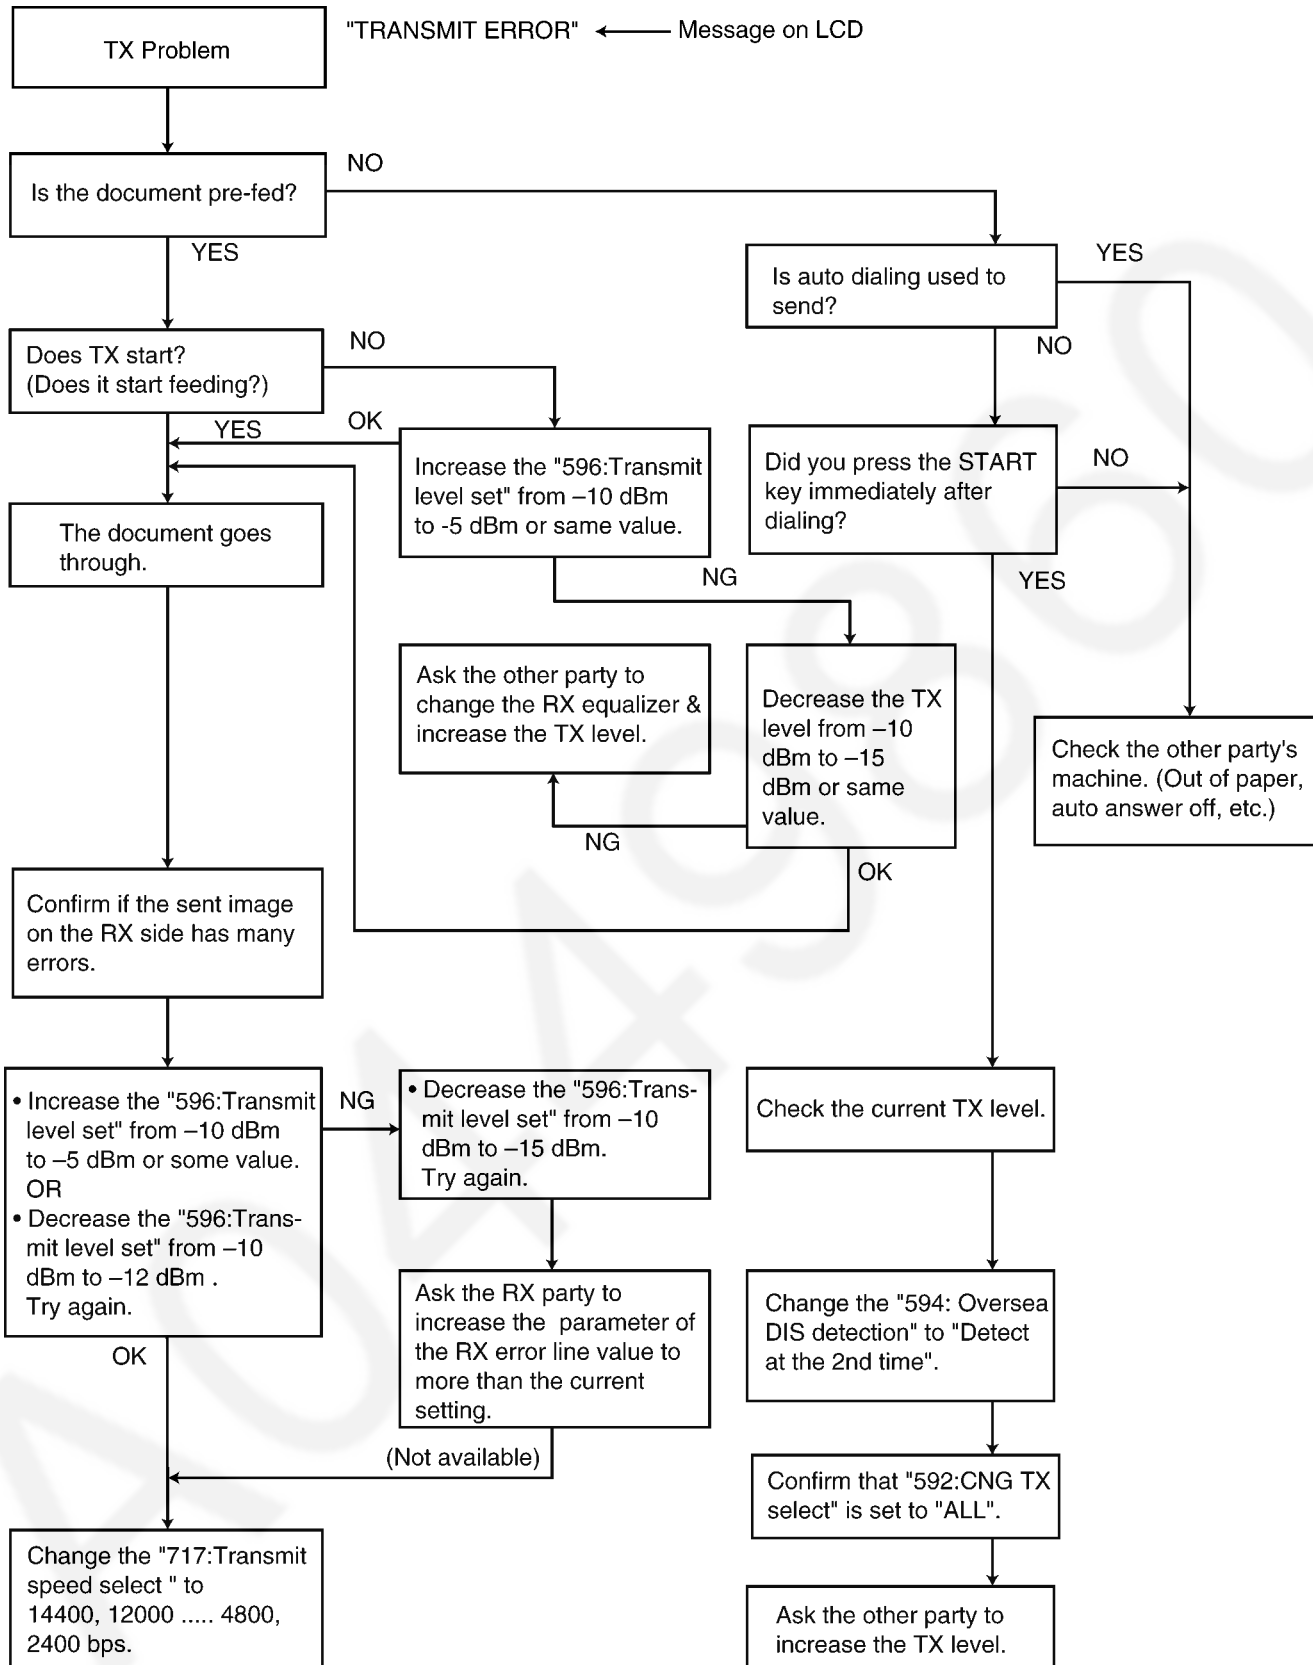 TX Problem
"TRANSMIT ERROR"
Message on LCD
Is the document pre-fed?
NO
YES
Is auto dialing used to
send?
YES
NO
Does TX start?
(Does it start feeding?)
NO
YES
OK
Increase the "596:Transmit
level set" from –10 dBm
to -5 dBm or same value.
NG
Did you press the START
key immediately after
dialing?
NO
YES
The document goes
through.
Ask the other party to
change the RX equalizer &
increase the TX level.
Decrease the TX
level from –10
dBm to –15
dBm or same
value.
NG
OK
Check the other party's
machine. (Out of paper,
auto answer off, etc.)
Confirm if the sent image
on the RX side has many
errors.
• Increase the "596:Transmit
level set" from –10 dBm
to –5 dBm or some value.
OR
• Decrease the "596:Trans-
mit level set" from –10
dBm to –12 dBm .
Try again.
NG
OK
• Decrease the "596:Trans-
mit level set" from –10
dBm to –15 dBm.
Try again.
Check the current TX level.
Ask the RX party to
increase the parameter of
the RX error line value to
more than the current
setting.
(Not available)
Change the "594: Oversea
DIS detection" to "Detect
at the 2nd time".
Confirm that "592:CNG TX
select" is set to "ALL".
Change the "717:Transmit
speed select " to
14400, 12000 ..... 4800,
2400 bps.
Ask the other party to
increase the TX level.
A04449860